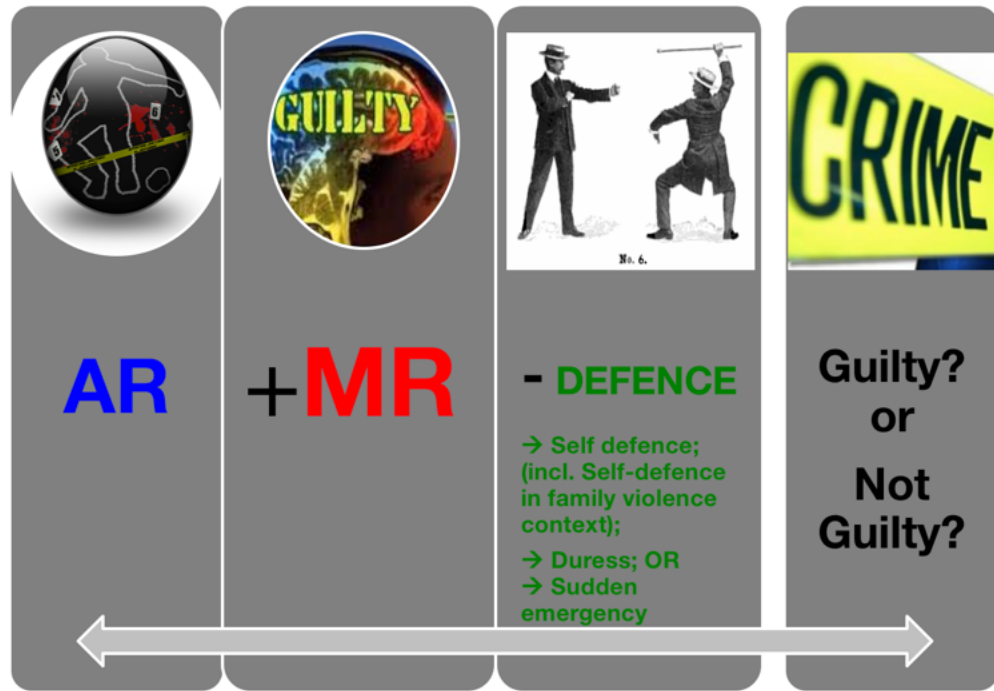 GUILTY
No. 6.
CRIME
AR
+MR
- DEFENCE
→ Self defence;
(incl. Self-defence
in family violence
context);
→ Duress; OR
→ Sudden
emergency
Guilty?
or
Not
Guilty?